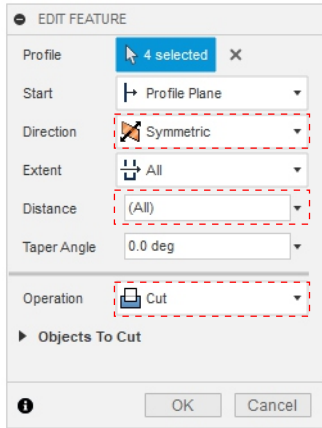 EDIT FEATURE
Profile 4 selected
Start Profile Plane
Direction Symmetric
Extent All
Distance (All)
Taper Angle 0.0 deg
Operation Cut
Objects To Cut
OK Cancel